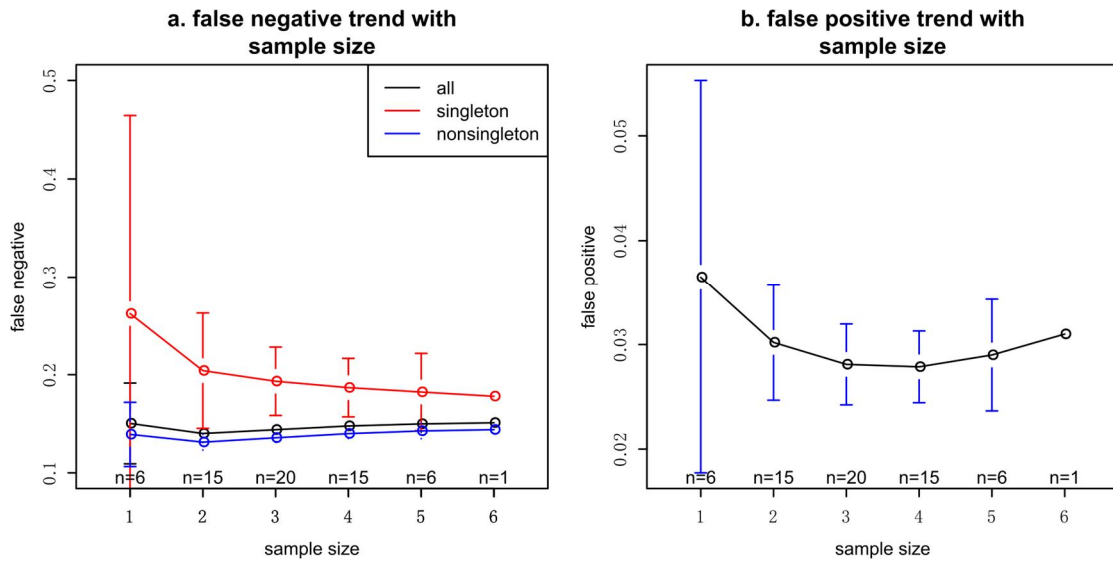 a. false negative trend with
sample size
false negative
0.5
0.4
0.3
0.2
0.1
all
singleton
nonsingleton
n=6 n=15 n=20 n=15 n=6 n=1
1 2 3 4 5 6
sample size
b. false positive trend with
sample size
false positive
0.05
0.04
0.03
0.02
n=6 n=15 n=20 n=15 n=6 n=1
1 2 3 4 5 6
sample size